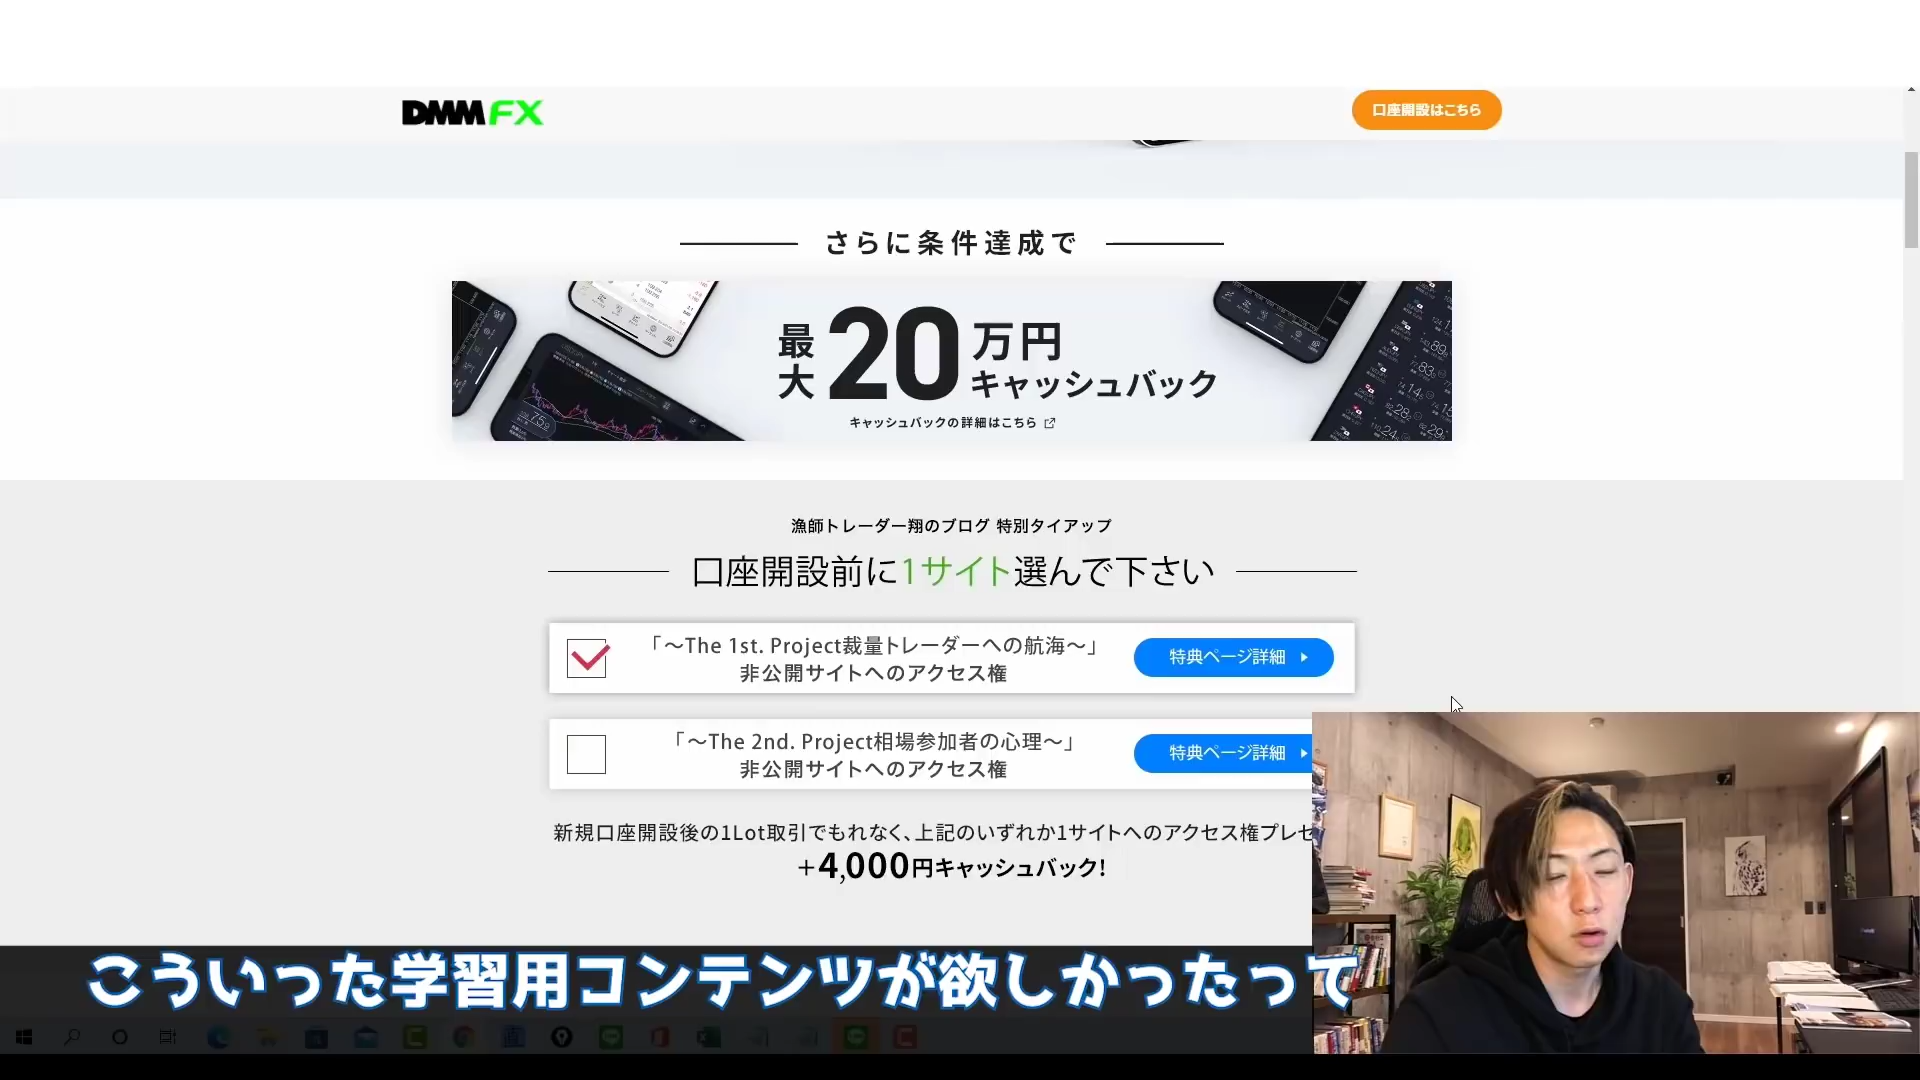 DMM FX
口座開設はこちら
さらに条件達成で
最大20万円キャッシュバック
キャッシュバックの詳細はこちら
漁師トレーダー翔のブログ 特別タイアップ
口座開設前に1サイト選んで下さい
「～The 1st. Project裁量トレーダーへの航海～」
非公開サイトへのアクセス権
特典ページ詳細
「～The 2nd. Project相場参加者の心理～」
非公開サイトへのアクセス権
特典ページ詳細
新規口座開設後の1Lot取引でもれなく、上記のいずれか1サイトへのアクセス権プレゼ
＋4,000円キャッシュバック!
こういった学習用コンテンツが欲しかったって